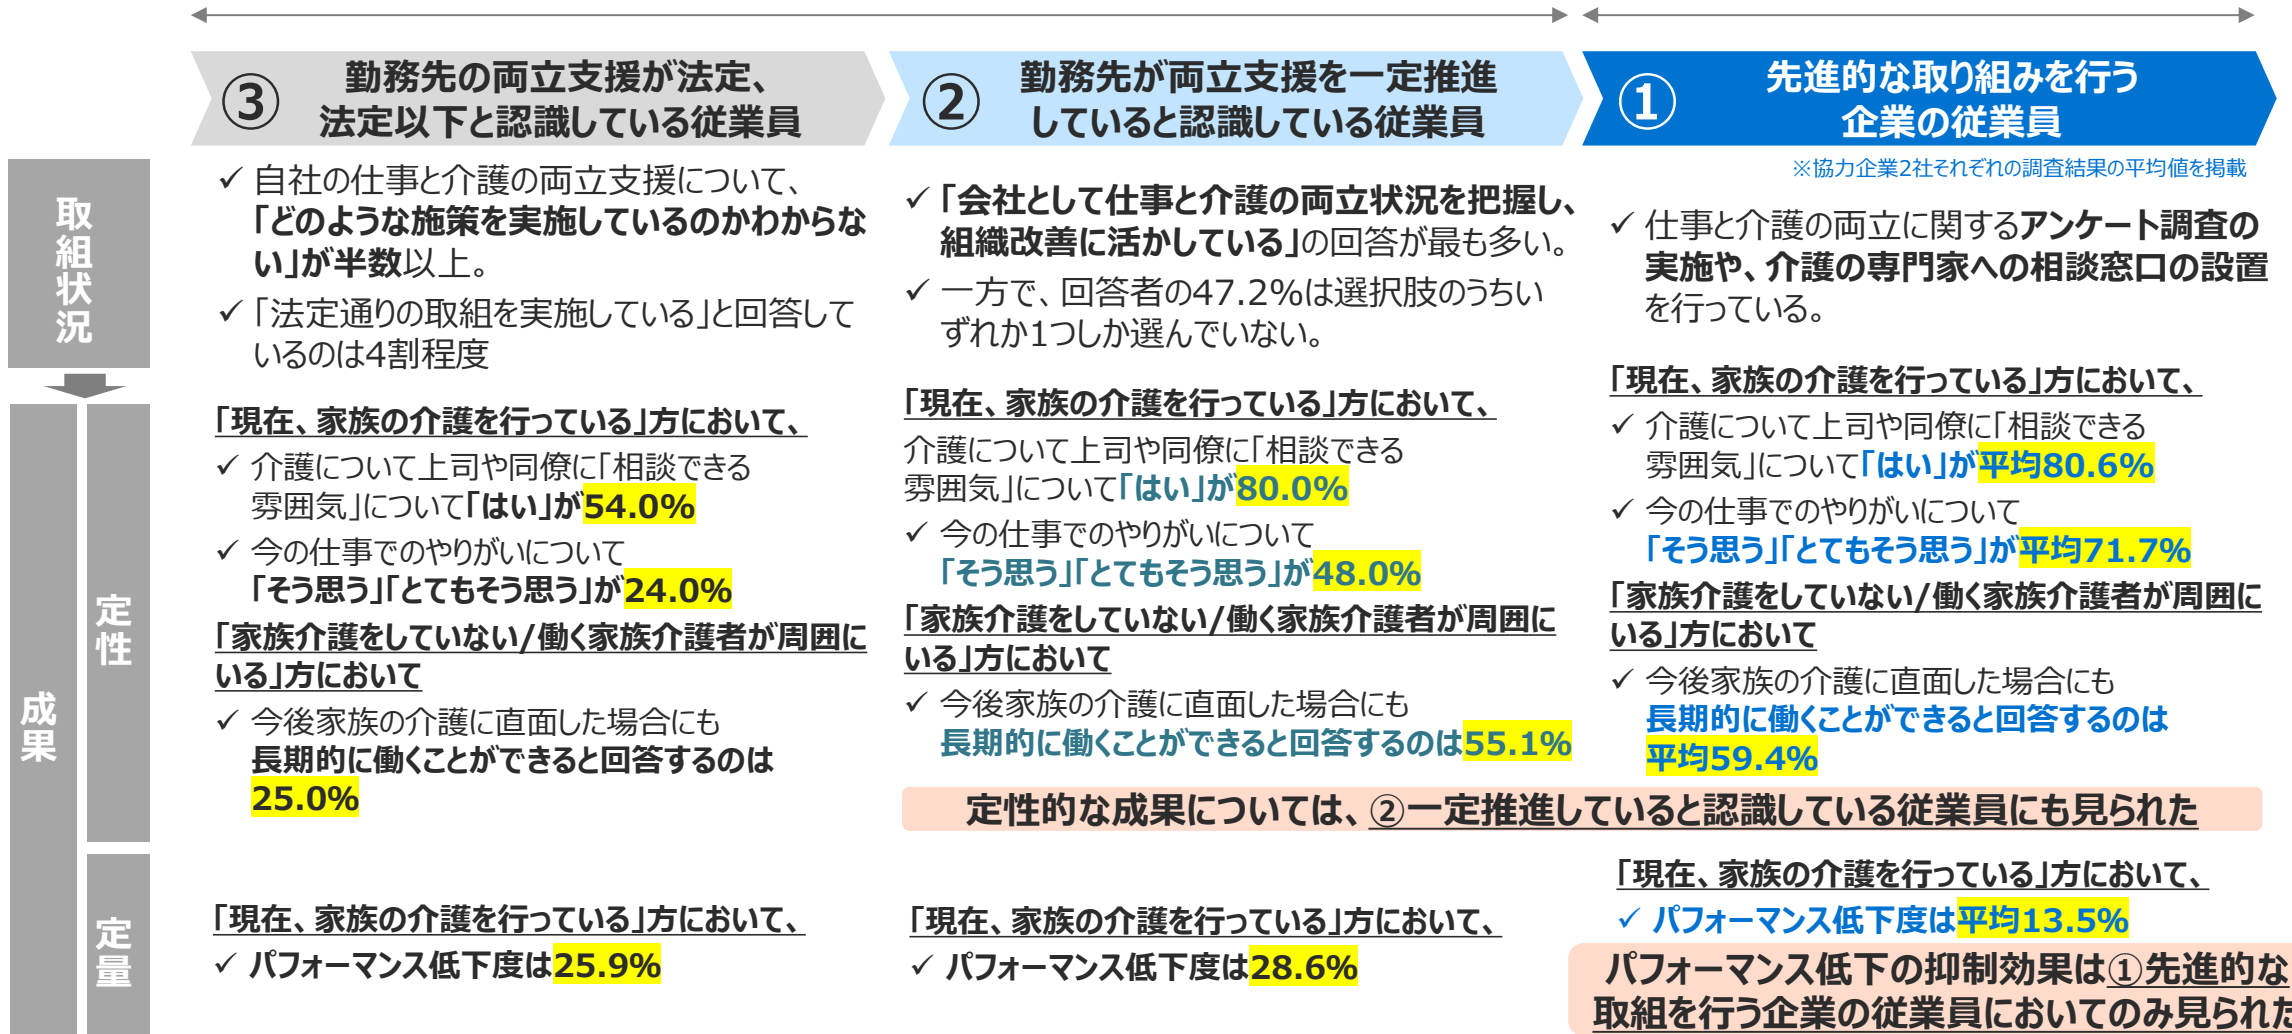 ③
勤務先の両立支援が法定、
法定以下と認識している従業員
②
勤務先が両立支援を一定推進
していると認識している従業員
①
先進的な取り組みを行う
企業の従業員
※協力企業2社それぞれの調査結果の平均値を掲載
取組状況
✓ 自社の仕事と介護の両立支援について、
「どのような施策を実施しているのかわからな
い」が半数以上。
✓ 「法定通りの取組を実施している」と回答して
いるのは4割程度
✓ 「会社として仕事と介護の両立状況を把握し、
組織改善に活かしている」の回答が最も多い。
✓ 一方で、回答者の47.2%は選択肢のうちい
ずれか1つしか選んでいない。
✓ 仕事と介護の両立に関するアンケート調査の
実施や、介護の専門家への相談窓口の設置
を行っている。
成果
定性
「現在、家族の介護を行っている」方において、
✓ 介護について上司や同僚に「相談できる
雰囲気」について「はい」が54.0%
✓ 今の仕事でのやりがいについて
「そう思う」「とてもそう思う」が24.0%
「家族介護をしていない/働く家族介護者が周囲に
いる」方において
✓ 今後家族の介護に直面した場合にも
長期的に働くことができると回答するのは
25.0%
「現在、家族の介護を行っている」方において、
介護について上司や同僚に「相談できる
雰囲気」について「はい」が80.0%
✓ 今の仕事でのやりがいについて
「そう思う」「とてもそう思う」が48.0%
「家族介護をしていない/働く家族介護者が周囲に
いる」方において
✓ 今後家族の介護に直面した場合にも
長期的に働くことができると回答するのは55.1%
「現在、家族の介護を行っている」方において、
✓ 介護について上司や同僚に「相談できる
雰囲気」について「はい」が平均80.6%
✓ 今の仕事でのやりがいについて
「そう思う」「とてもそう思う」が平均71.7%
「家族介護をしていない/働く家族介護者が周囲に
いる」方において
✓ 今後家族の介護に直面した場合にも
長期的に働くことができると回答するのは
平均59.4%
定性的な成果については、②一定推進していると認識している従業員にも見られた
定量
「現在、家族の介護を行っている」方において、
✓ パフォーマンス低下度は25.9%
「現在、家族の介護を行っている」方において、
✓ パフォーマンス低下度は28.6%
「現在、家族の介護を行っている」方において、
✓ パフォーマンス低下度は平均13.5%
パフォーマンス低下の抑制効果は①先進的な
取組を行う企業の従業員においてのみ見られた